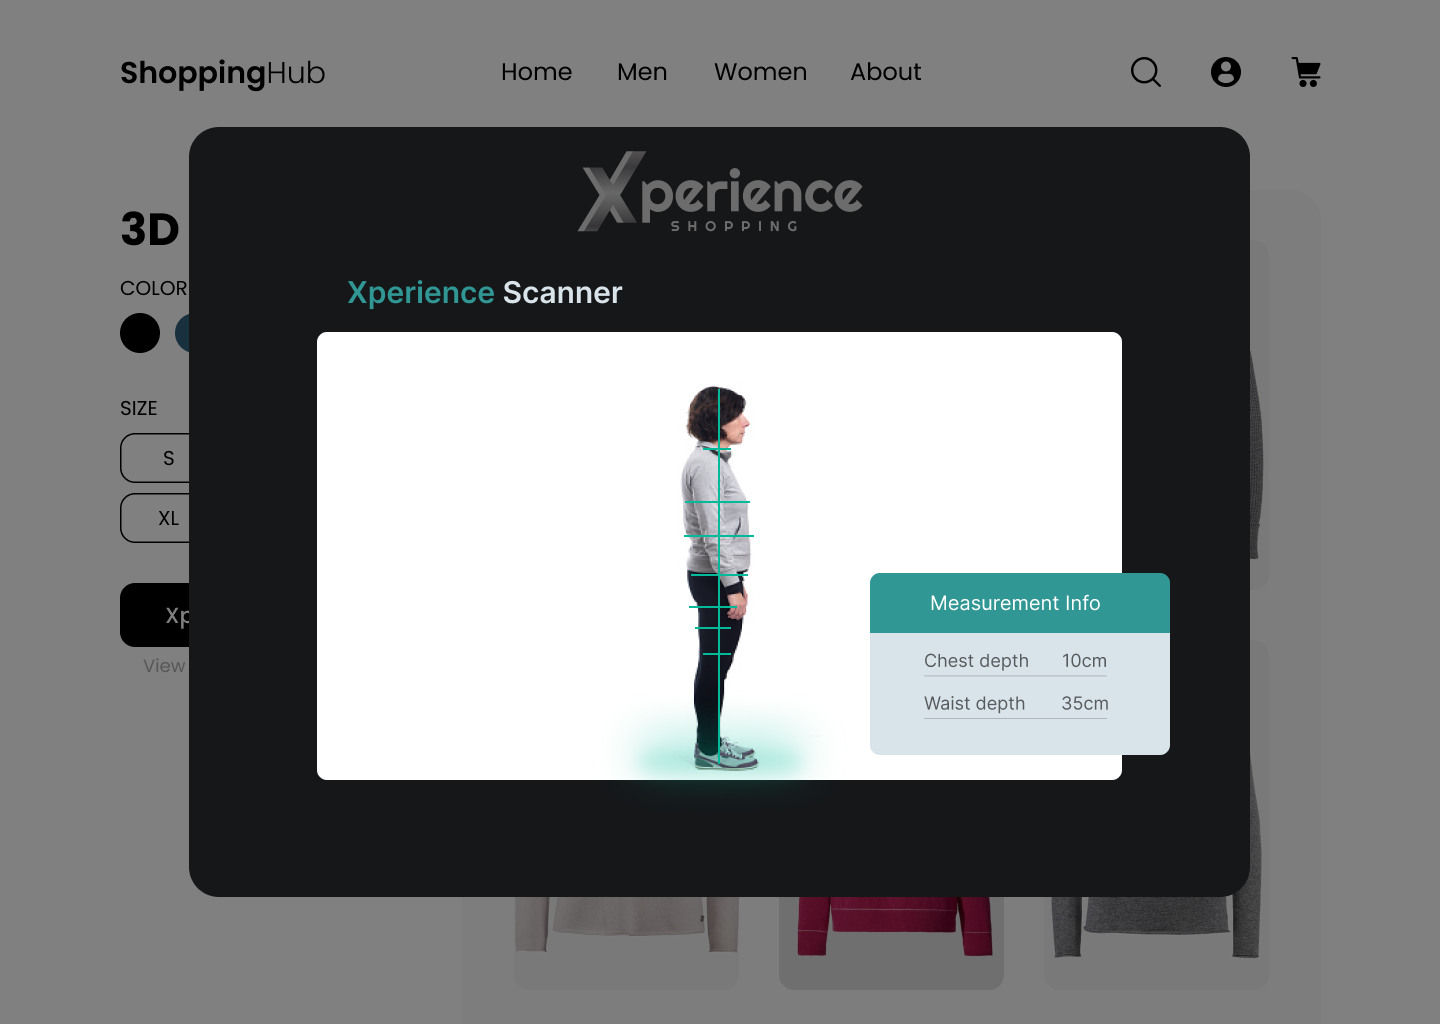 ShoppingHub
Home Men Women About
Xperience
SHOPPING
3D
COLOR
Xperience Scanner
SIZE
S
XL
Measurement Info
Chest depth 10cm
Waist depth 35cm
Xp
View